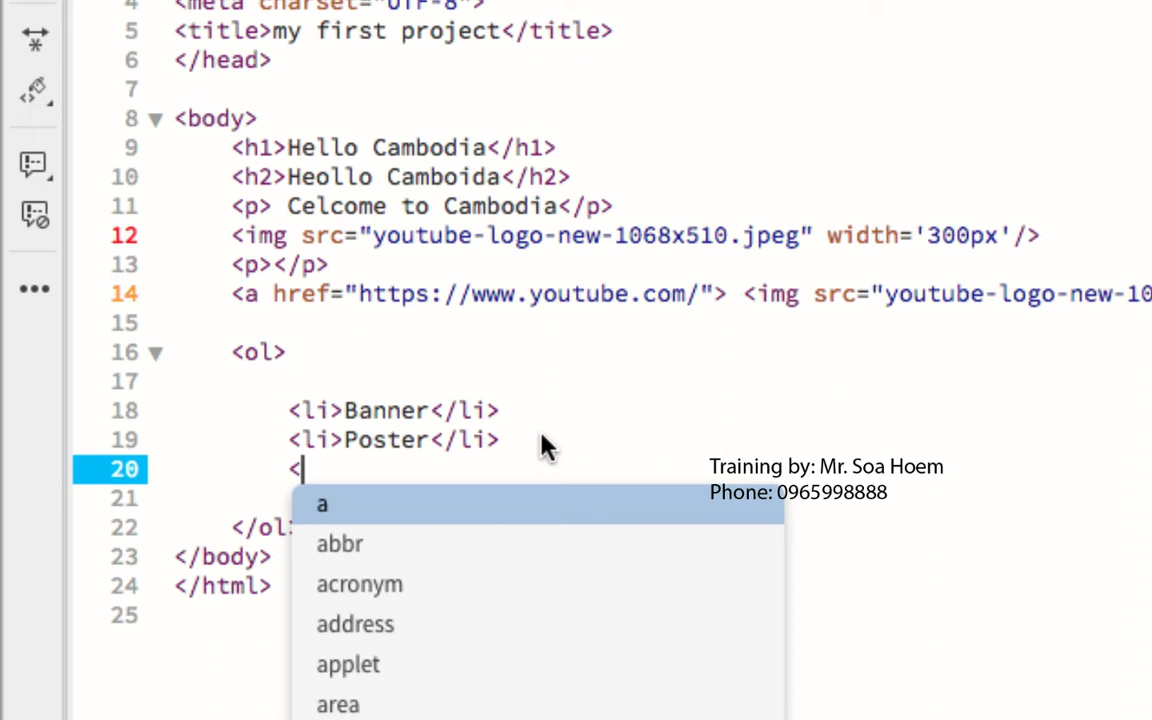 4 <meta charset="UTF-8">
5 <title>my first project</title>
6 </head>
7
8 <body>
9 <h1>Hello Cambodia</h1>
10 <h2>Heollo Camboida</h2>
11 <p> Celcome to Cambodia</p>
12 <img src="youtube-logo-new-1068x510.jpeg" width='300px'/>
13 <p></p>
14 <a href="https://www.youtube.com/"> <img src="youtube-logo-new-10
15
16 <ol>
17
18 <li>Banner</li>
19 <li>Poster</li>
20 <
Training by: Mr. Soa Hoem
Phone: 0965998888
21
a
22 </ol>
abbr
23 </body>
acronym
24 </html>
address
25
applet
area